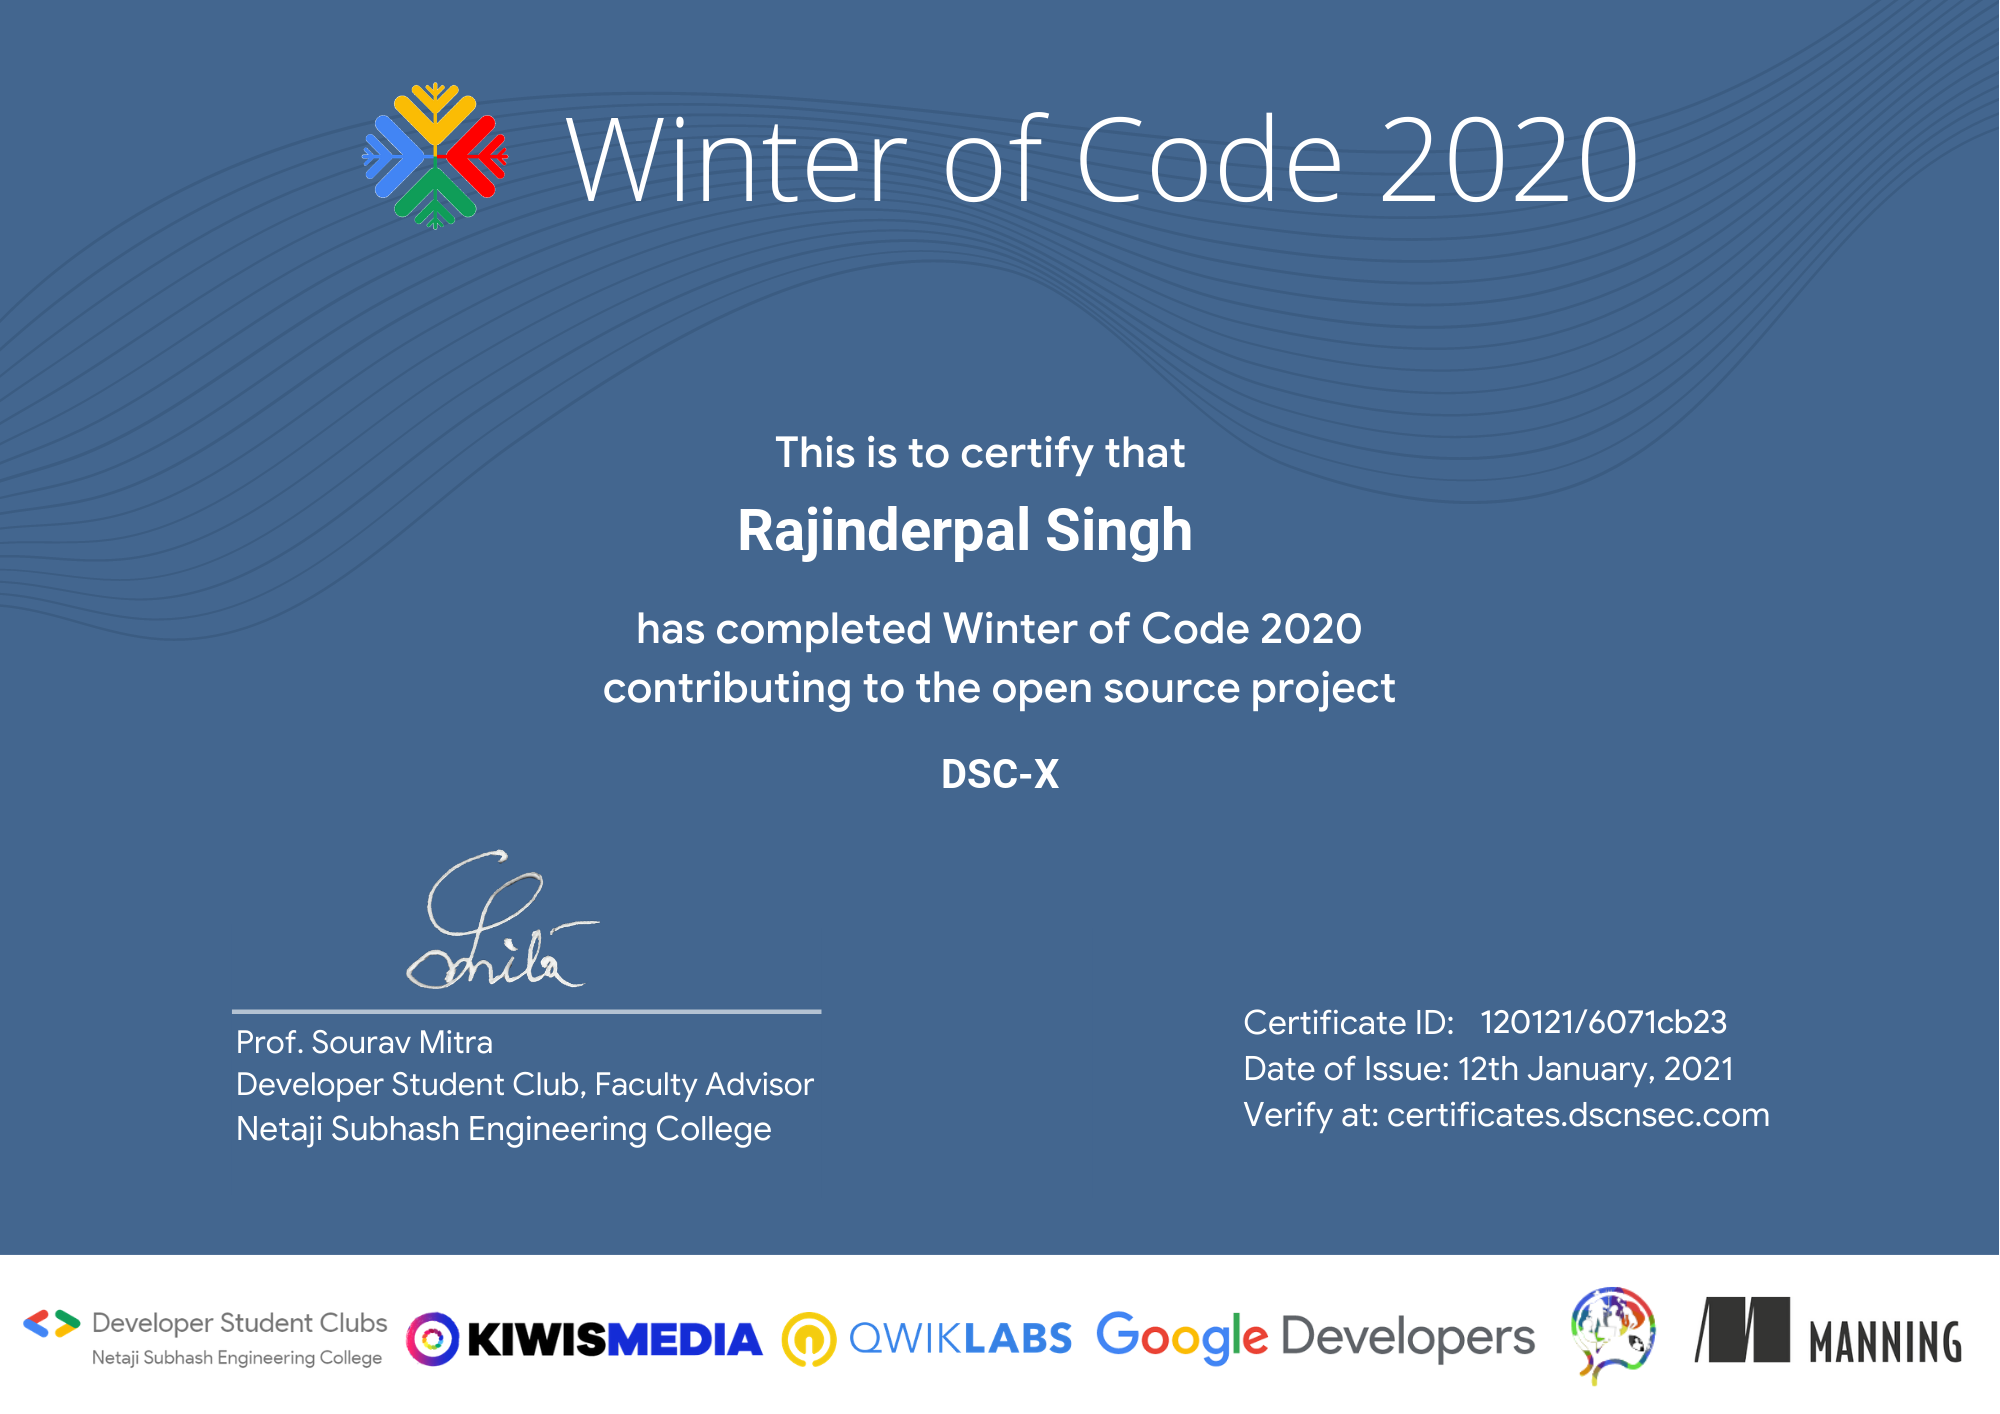 Winter of Code 2020
This is to certify that
Rajinderpal Singh
has completed Winter of Code 2020
contributing to the open source project
DSC-X
Prof. Sourav Mitra
Developer Student Club, Faculty Advisor
Netaji Subhash Engineering College
Certificate ID: 120121/6071cb23
Date of Issue: 12th January, 2021
Verify at: certificates.dscnsec.com
Developer Student Clubs
Netaji Subhash Engineering College
KIWISMEDIA
QWIKLABS
Google Developers
MANNING